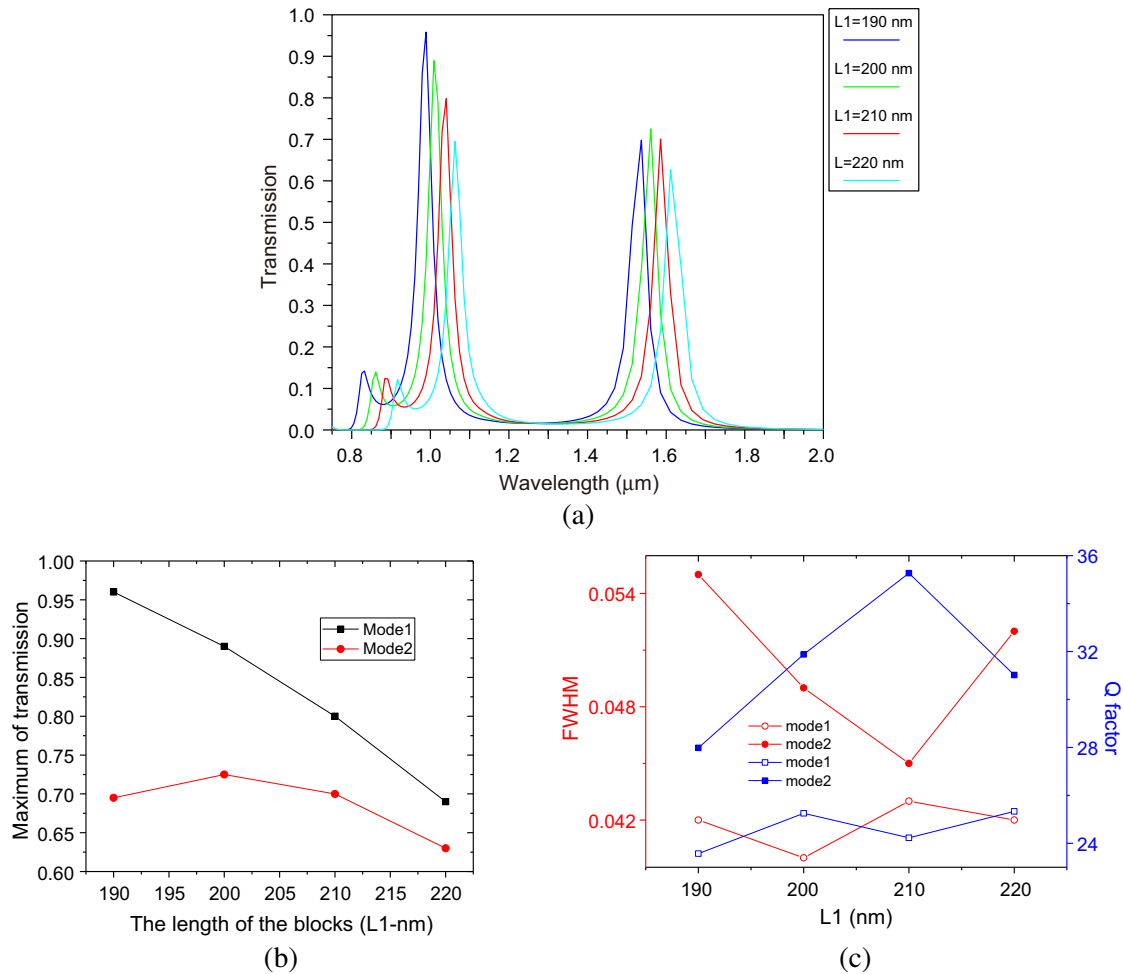 L1=190 nm
L1=200 nm
L1=210 nm
L=220 nm
1.0
0.9
0.8
0.7
0.6
0.5
0.4
0.3
0.2
0.1
0.0
Transmission
0.8 1.0 1.2 1.4 1.6 1.8 2.0
Wavelength (μm)
(a)
1.00
0.95
0.90
0.85
0.80
0.75
0.70
0.65
0.60
Maximum of transmission
Mode1
Mode2
190 195 200 205 210 215 220
The length of the blocks (L1-nm)
(b)
0.054
0.048
0.042
FWHM
mode1
mode2
mode1
mode2
36
32
28
24
Q factor
190 200 210 220
L1 (nm)
(c)